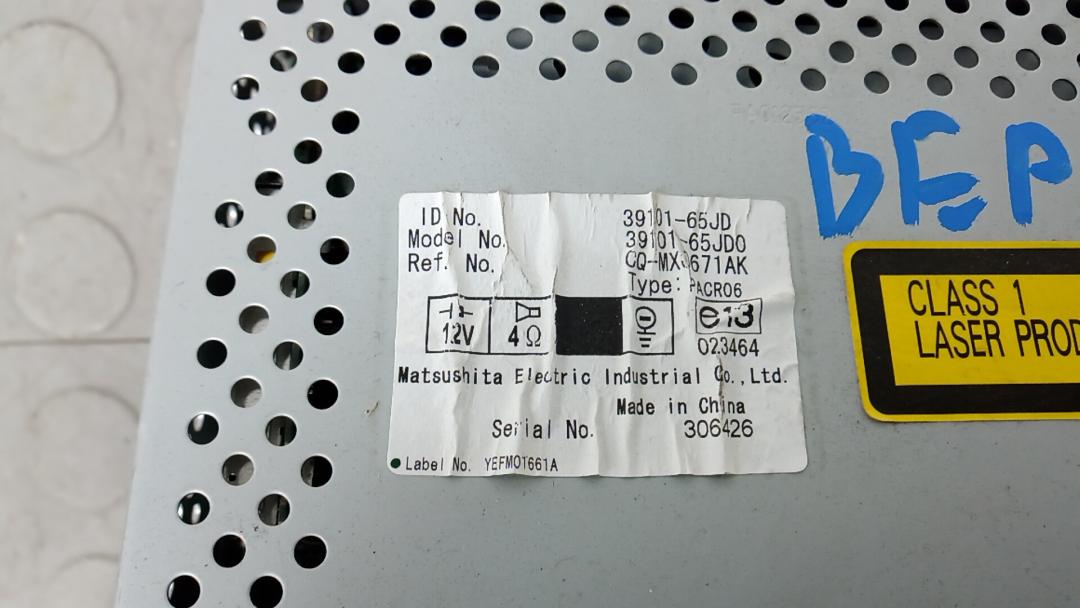 BEP
ID No. 39101-65JD
Model No. 39101-65JD0
Ref. No.
Type: PACR06
12V 4Ω e13
023464
Matsushita Electric Industrial Co.,Ltd.
Made in China
Serial No. 306426
Label No. YEFM0T661A
CLASS 1
LASER PROD